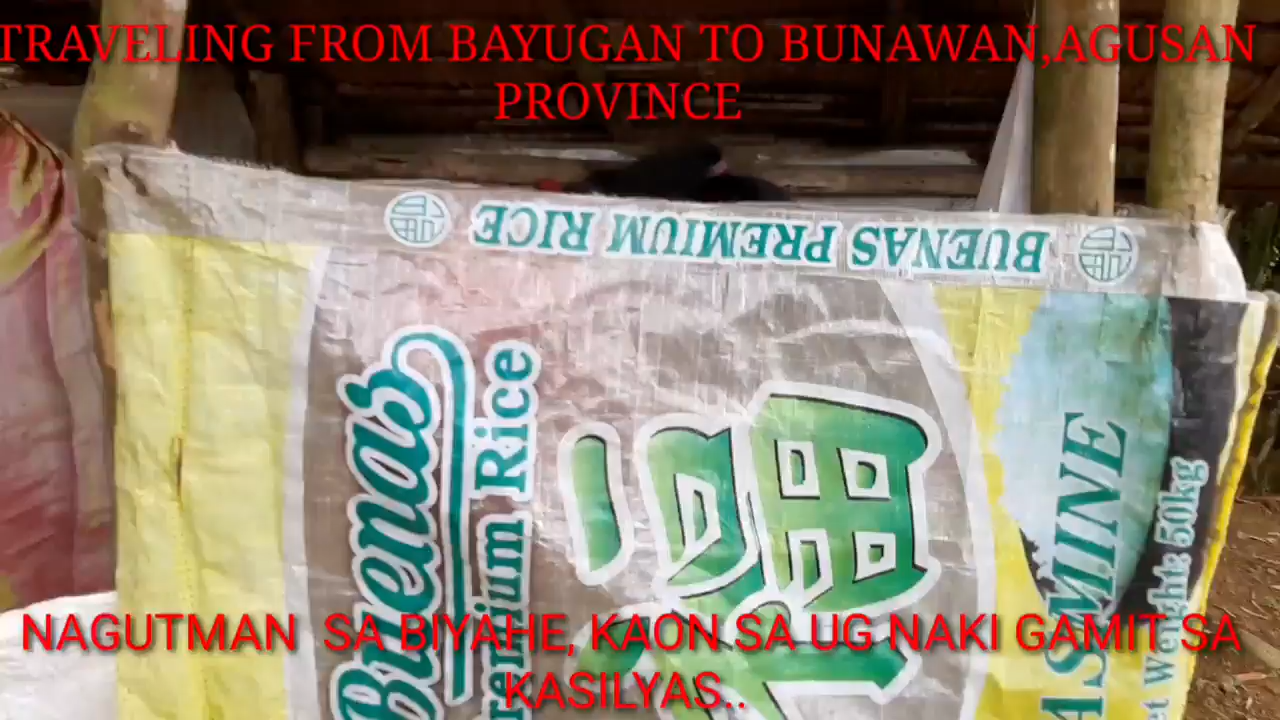 TRAVELING FROM BAYUGAN TO BUNAWAN,AGUSAN
PROVINCE
BUENAS PREMIUM RICE
Buenas
Premium Rice
JASMINE
Net Weight: 50kg
NAGUTMAN SA BIYAHE, KAON SA UG NAKI GAMIT SA
KASILYAS..